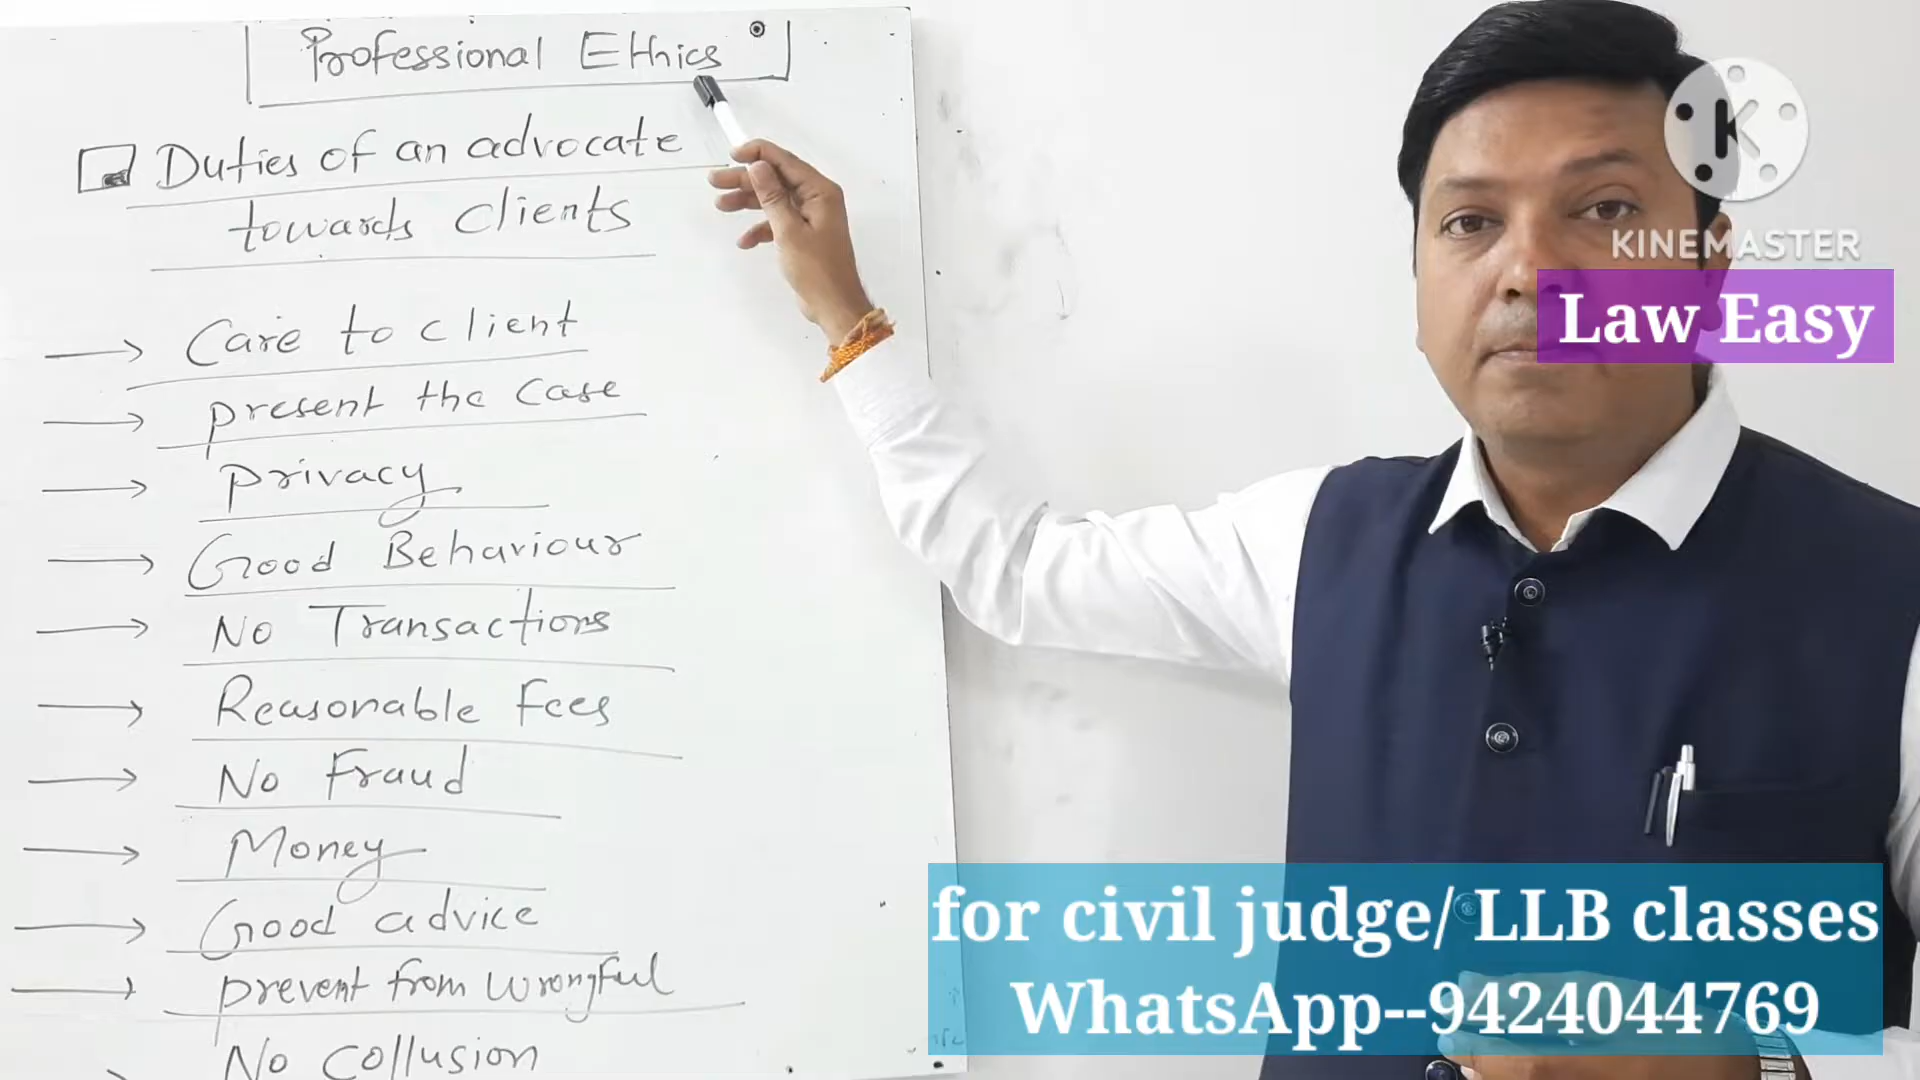 Professional Ethics
Duties of an advocate
towards clients
Care to client
present the case
privacy
Good Behaviour
No Transactions
Reasonable fees
No Fraud
Money
Good advice
prevent from wrongful
No collusion
K
KINEMASTER
Law Easy
for civil judge/ LLB classes
WhatsApp--9424044769